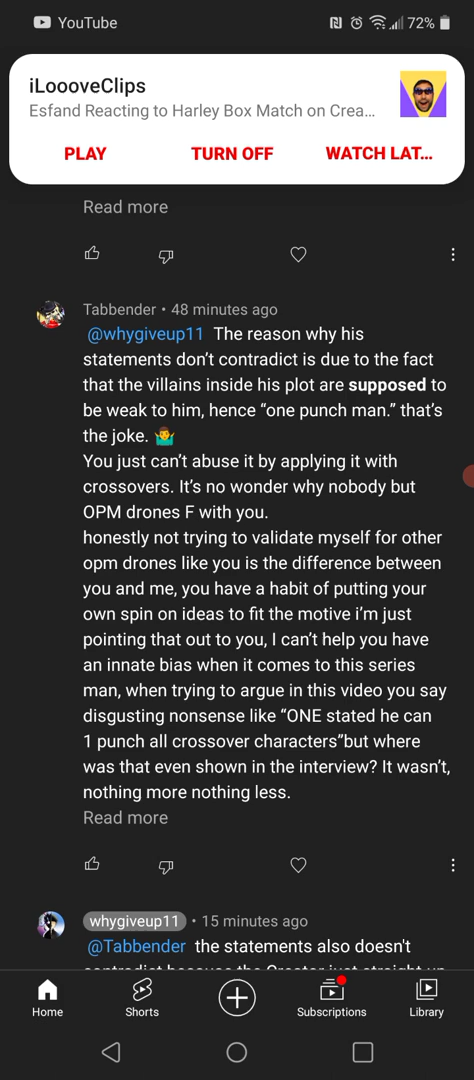 YouTube
72%
iLoooveClips
Esfand Reacting to Harley Box Match on Crea...
PLAY TURN OFF WATCH LAT...
Read more
Tabbender • 48 minutes ago
@whygiveup11 The reason why his
statements don't contradict is due to the fact
that the villains inside his plot are supposed to
be weak to him, hence “one punch man.” that's
the joke. 🤷‍♂️
You just can't abuse it by applying it with
crossovers. It's no wonder why nobody but
OPM drones F with you.
honestly not trying to validate myself for other
opm drones like you is the difference between
you and me, you have a habit of putting your
own spin on ideas to fit the motive i'm just
pointing that out to you, I can't help you have
an innate bias when it comes to this series
man, when trying to argue in this video you say
disgusting nonsense like “ONE stated he can
1 punch all crossover characters”but where
was that even shown in the interview? It wasn't,
nothing more nothing less.
Read more
whygiveup11 • 15 minutes ago
@Tabbender the statements also doesn't
contradict because the Creator just straight up
Home Shorts Subscriptions Library